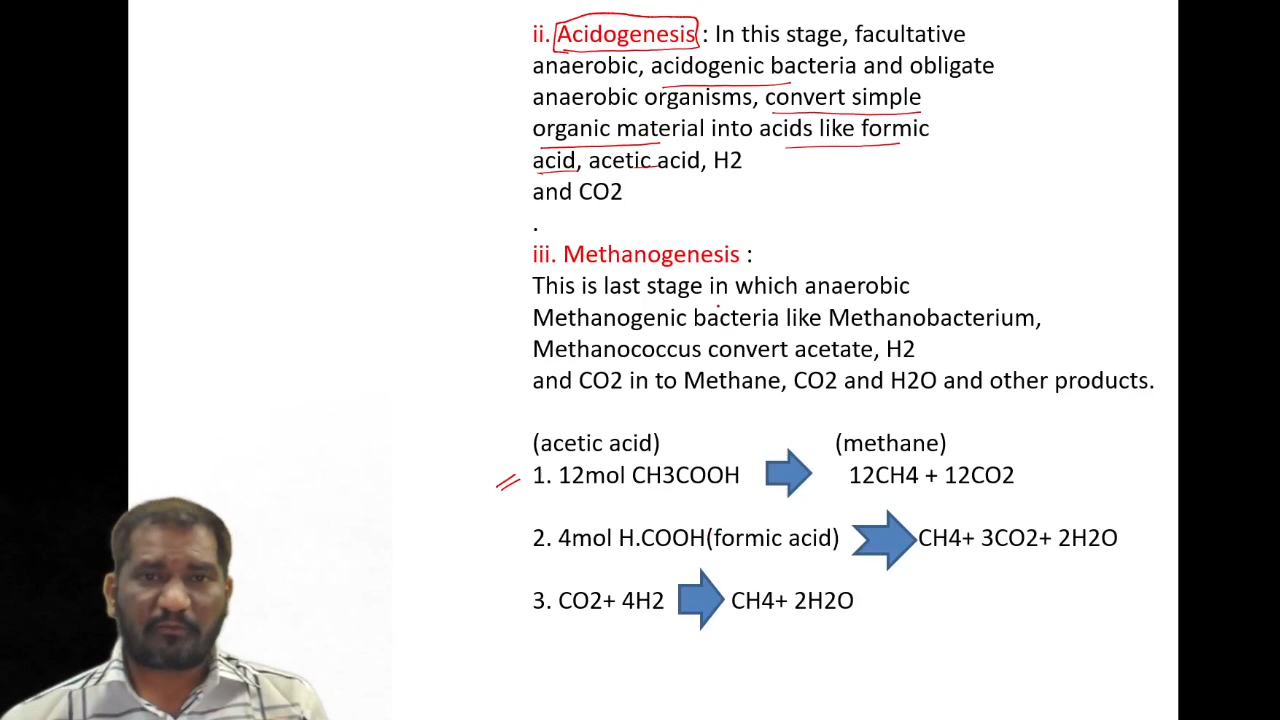 ii. Acidogenesis : In this stage, facultative
anaerobic, acidogenic bacteria and obligate
anaerobic organisms, convert simple
organic material into acids like formic
acid, acetic acid, H2
and CO2
.
iii. Methanogenesis :
This is last stage in which anaerobic
Methanogenic bacteria like Methanobacterium,
Methanococcus convert acetate, H2
and CO2 in to Methane, CO2 and H2O and other products.
(acetic acid) (methane)
1. 12mol CH3COOH 12CH4 + 12CO2
2. 4mol H.COOH(formic acid) CH4+ 3CO2+ 2H2O
3. CO2+ 4H2 CH4+ 2H2O